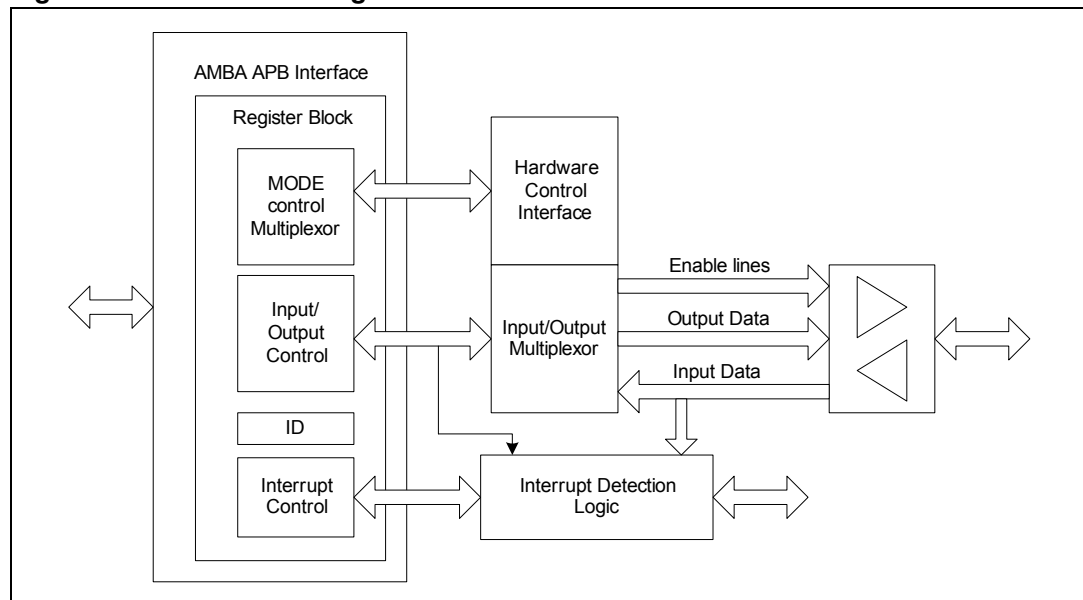 AMBA APB Interface
Register Block
MODE
control
Multiplexor
Input/
Output
Control
ID
Interrupt
Control
Hardware
Control
Interface
Input/Output
Multiplexor
Enable lines
Output Data
Input Data
Interrupt Detection
Logic